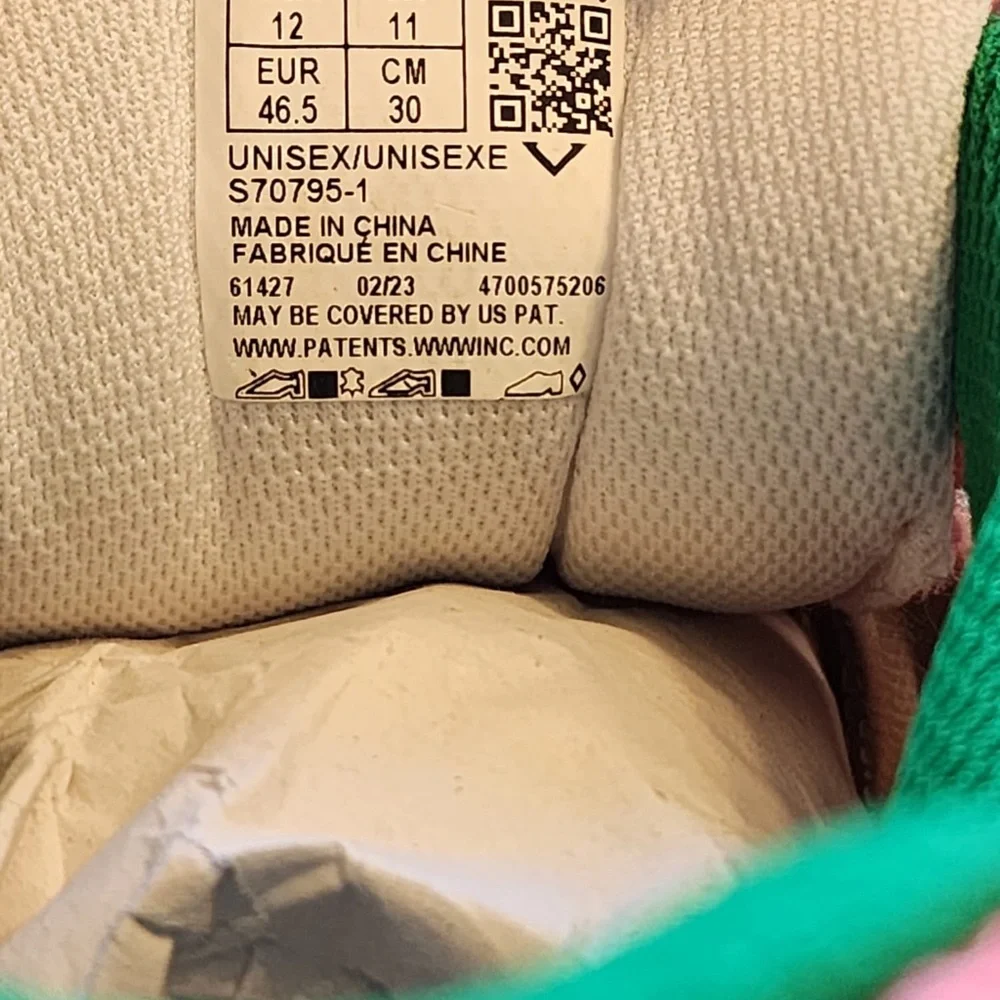 12 11
EUR CM
46.5 30
UNISEX/UNISEXE
S70795-1
MADE IN CHINA
FABRIQUÉ EN CHINE
61427 02/23 4700575206
MAY BE COVERED BY US PAT.
WWW.PATENTS.WWWINC.COM